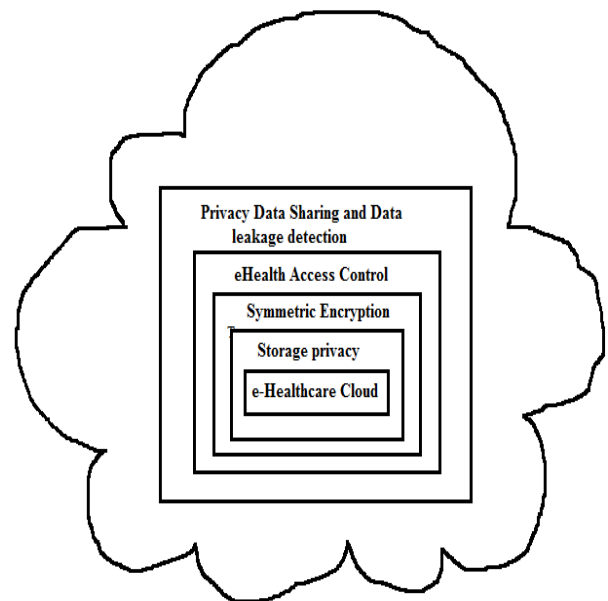 Privacy Data Sharing and Data
leakage detection
eHealth Access Control
Symmetric Encryption
T
Storage privacy
e-Healthcare Cloud